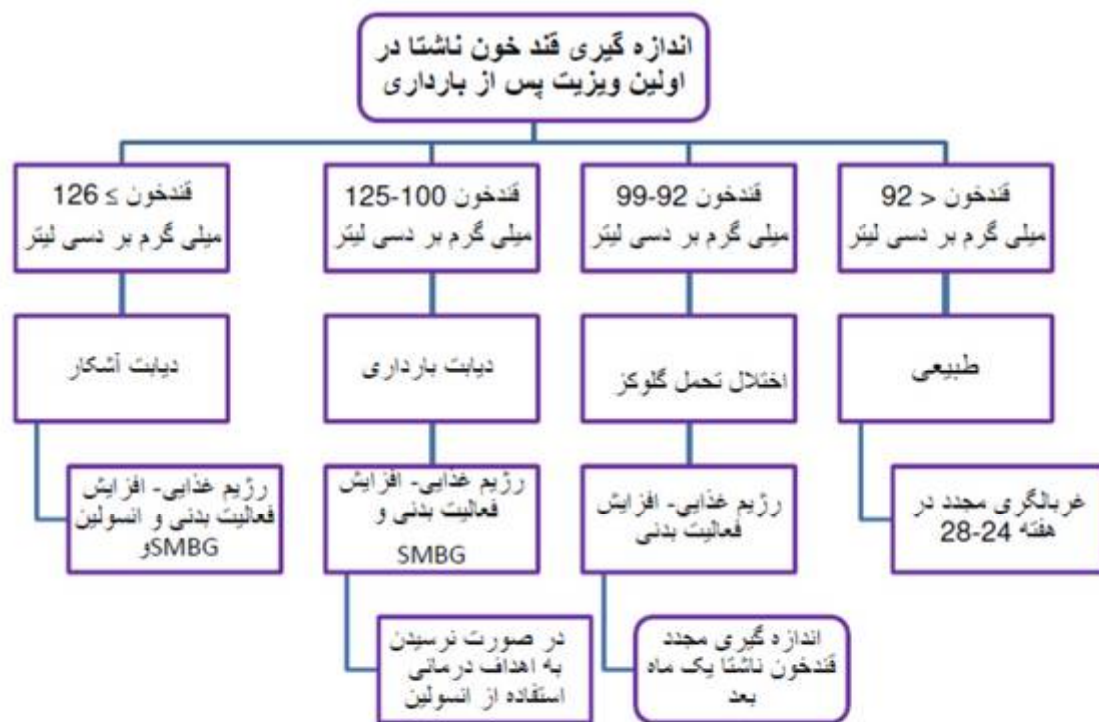 اندازه گیری قند خون ناشتا در
اولین ویزیت پس از بارداری
قندخون < 92
میلی گرم بر دسی لیتر
قندخون 92-99
میلی گرم بر دسی لیتر
قندخون 100-125
میلی گرم بر دسی لیتر
قندخون ≥ 126
میلی گرم بر دسی لیتر
طبیعی
اختلال تحمل گلوکز
دیابت بارداری
دیابت آشکار
غربالگری مجدد در
هفته 24-28
رژیم غذایی- افزایش
فعالیت بدنی
رژیم غذایی- افزایش
فعالیت بدنی و
SMBG
رژیم غذایی- افزایش
فعالیت بدنی و انسولین
وSMBG
اندازه گیری مجدد
قندخون ناشتا یک ماه
بعد
در صورت نرسیدن
به اهداف درمانی
استفاده از انسولین